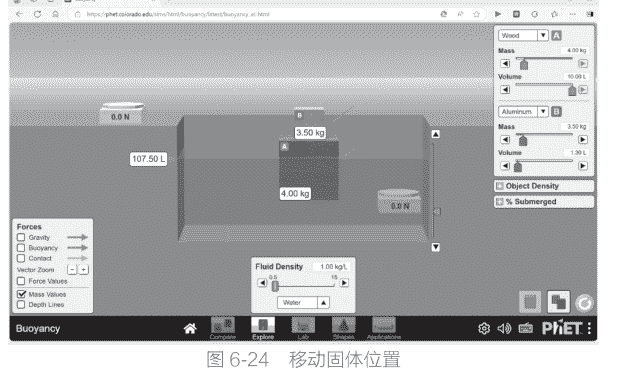 https://phet.colorado.edu/sims/html/buoyancy/latest/buoyancy_all.html
Wood A
Mass 4.00 kg
Volume 10.00 L
Aluminum B
Mass 3.50 kg
Volume 1.30 L
Object Density
% Submerged
0.0 N
B
3.50 kg
A
107.50 L
4.00 kg
0.0 N
Forces
Gravity
Buoyancy
Contact
Vector Zoom
Force Values
Mass Values
Depth Lines
Fluid Density 1.00 kg/L
0.5 15
Water
Buoyancy
Compare
Explore
Lab
Shapes
Applications
PhET
图 6-24 移动固体位置